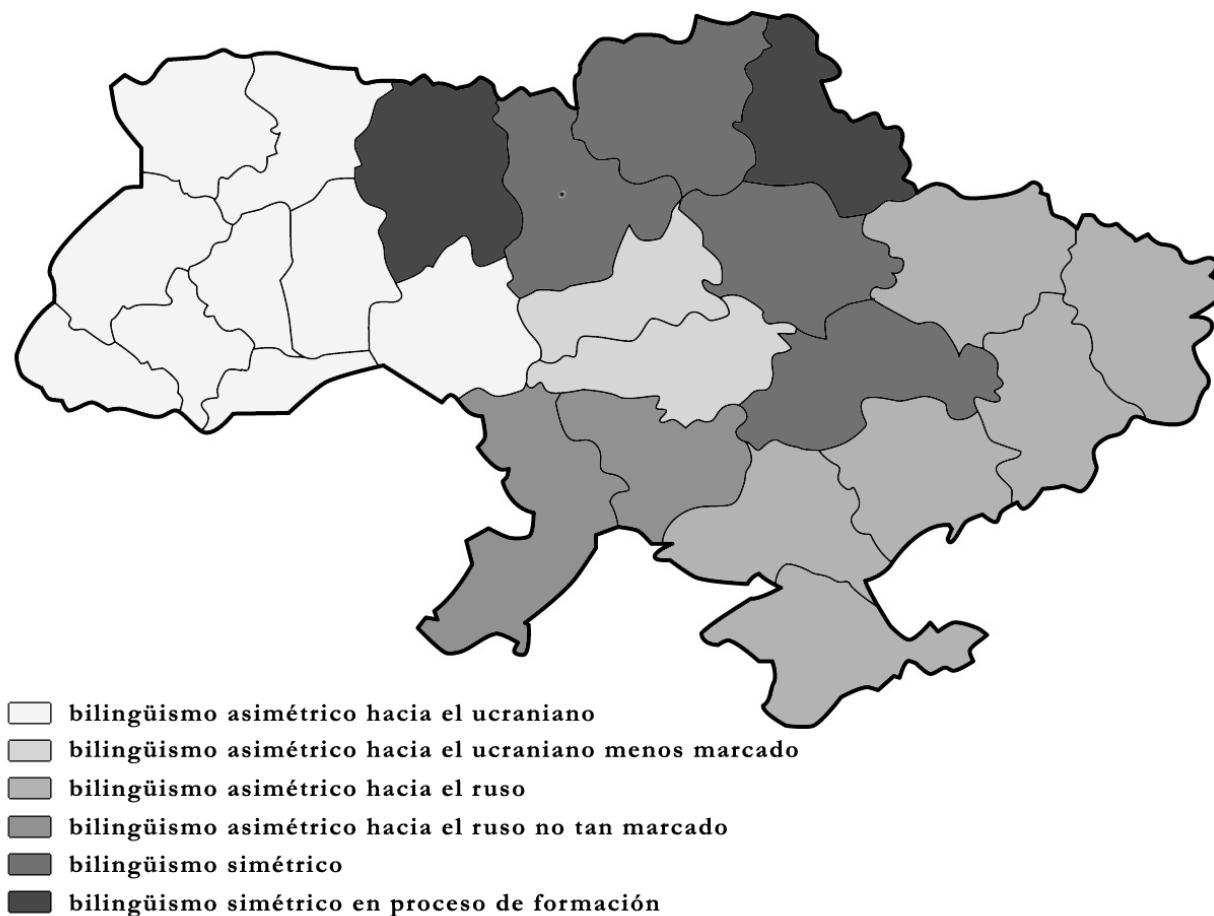 bilingüismo asimétrico hacia el ucraniano
bilingüismo asimétrico hacia el ucraniano menos marcado
bilingüismo asimétrico hacia el ruso
bilingüismo asimétrico hacia el ruso no tan marcado
bilingüismo simétrico
bilingüismo simétrico en proceso de formación